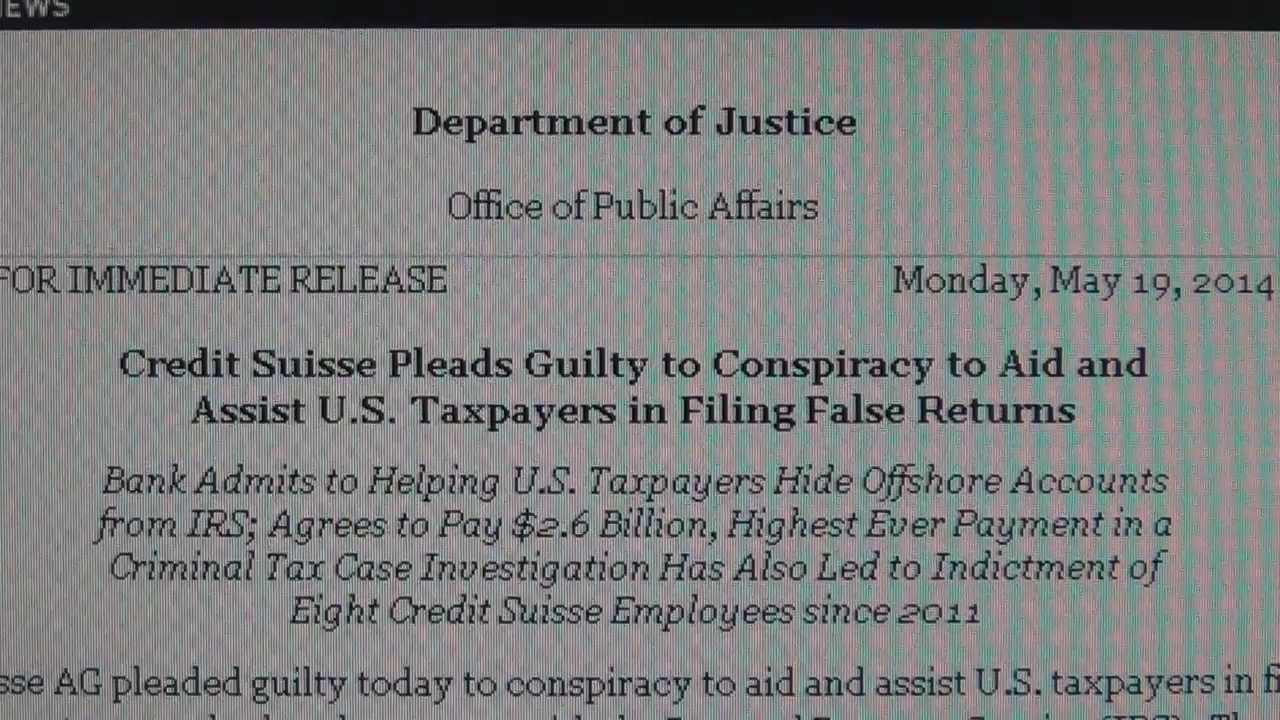 EWS
Department of Justice
Office of Public Affairs
FOR IMMEDIATE RELEASE Monday, May 19, 2014
Credit Suisse Pleads Guilty to Conspiracy to Aid and
Assist U.S. Taxpayers in Filing False Returns
Bank Admits to Helping U.S. Taxpayers Hide Offshore Accounts
from IRS; Agrees to Pay $2.6 Billion, Highest Ever Payment in a
Criminal Tax Case Investigation Has Also Led to Indictment of
Eight Credit Suisse Employees since 2011
sse AG pleaded guilty today to conspiracy to aid and assist U.S. taxpayers in fi